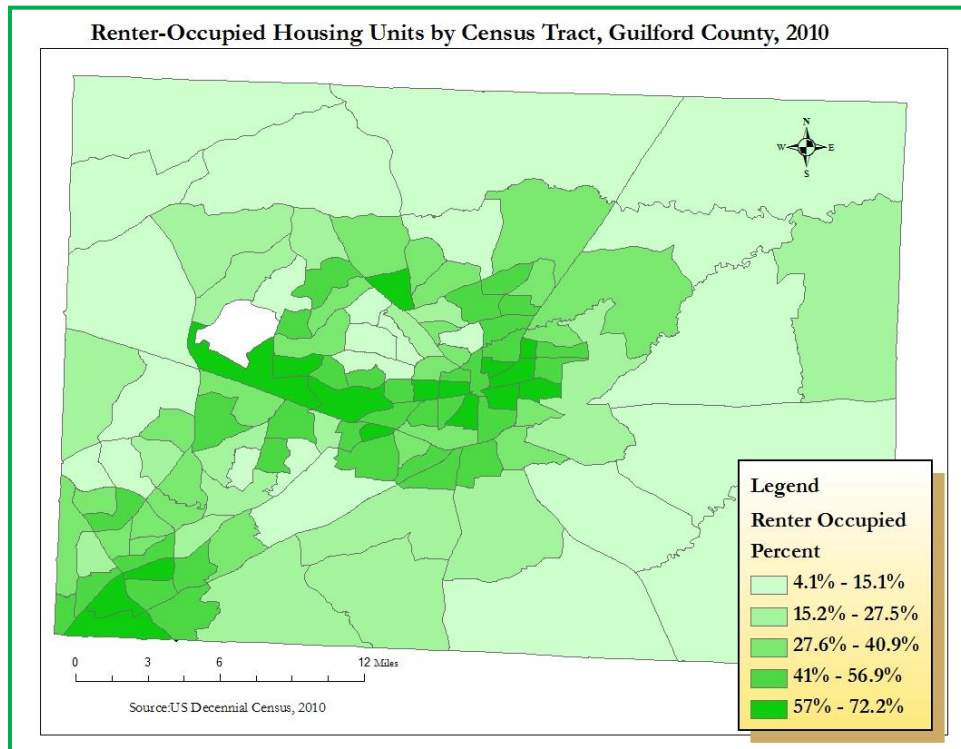 Renter-Occupied Housing Units by Census Tract, Guilford County, 2010
N
W E
S
Legend
Renter Occupied
Percent
4.1% - 15.1%
15.2% - 27.5%
27.6% - 40.9%
41% - 56.9%
57% - 72.2%
0 3 6 12 Miles
Source:US Decennial Census, 2010